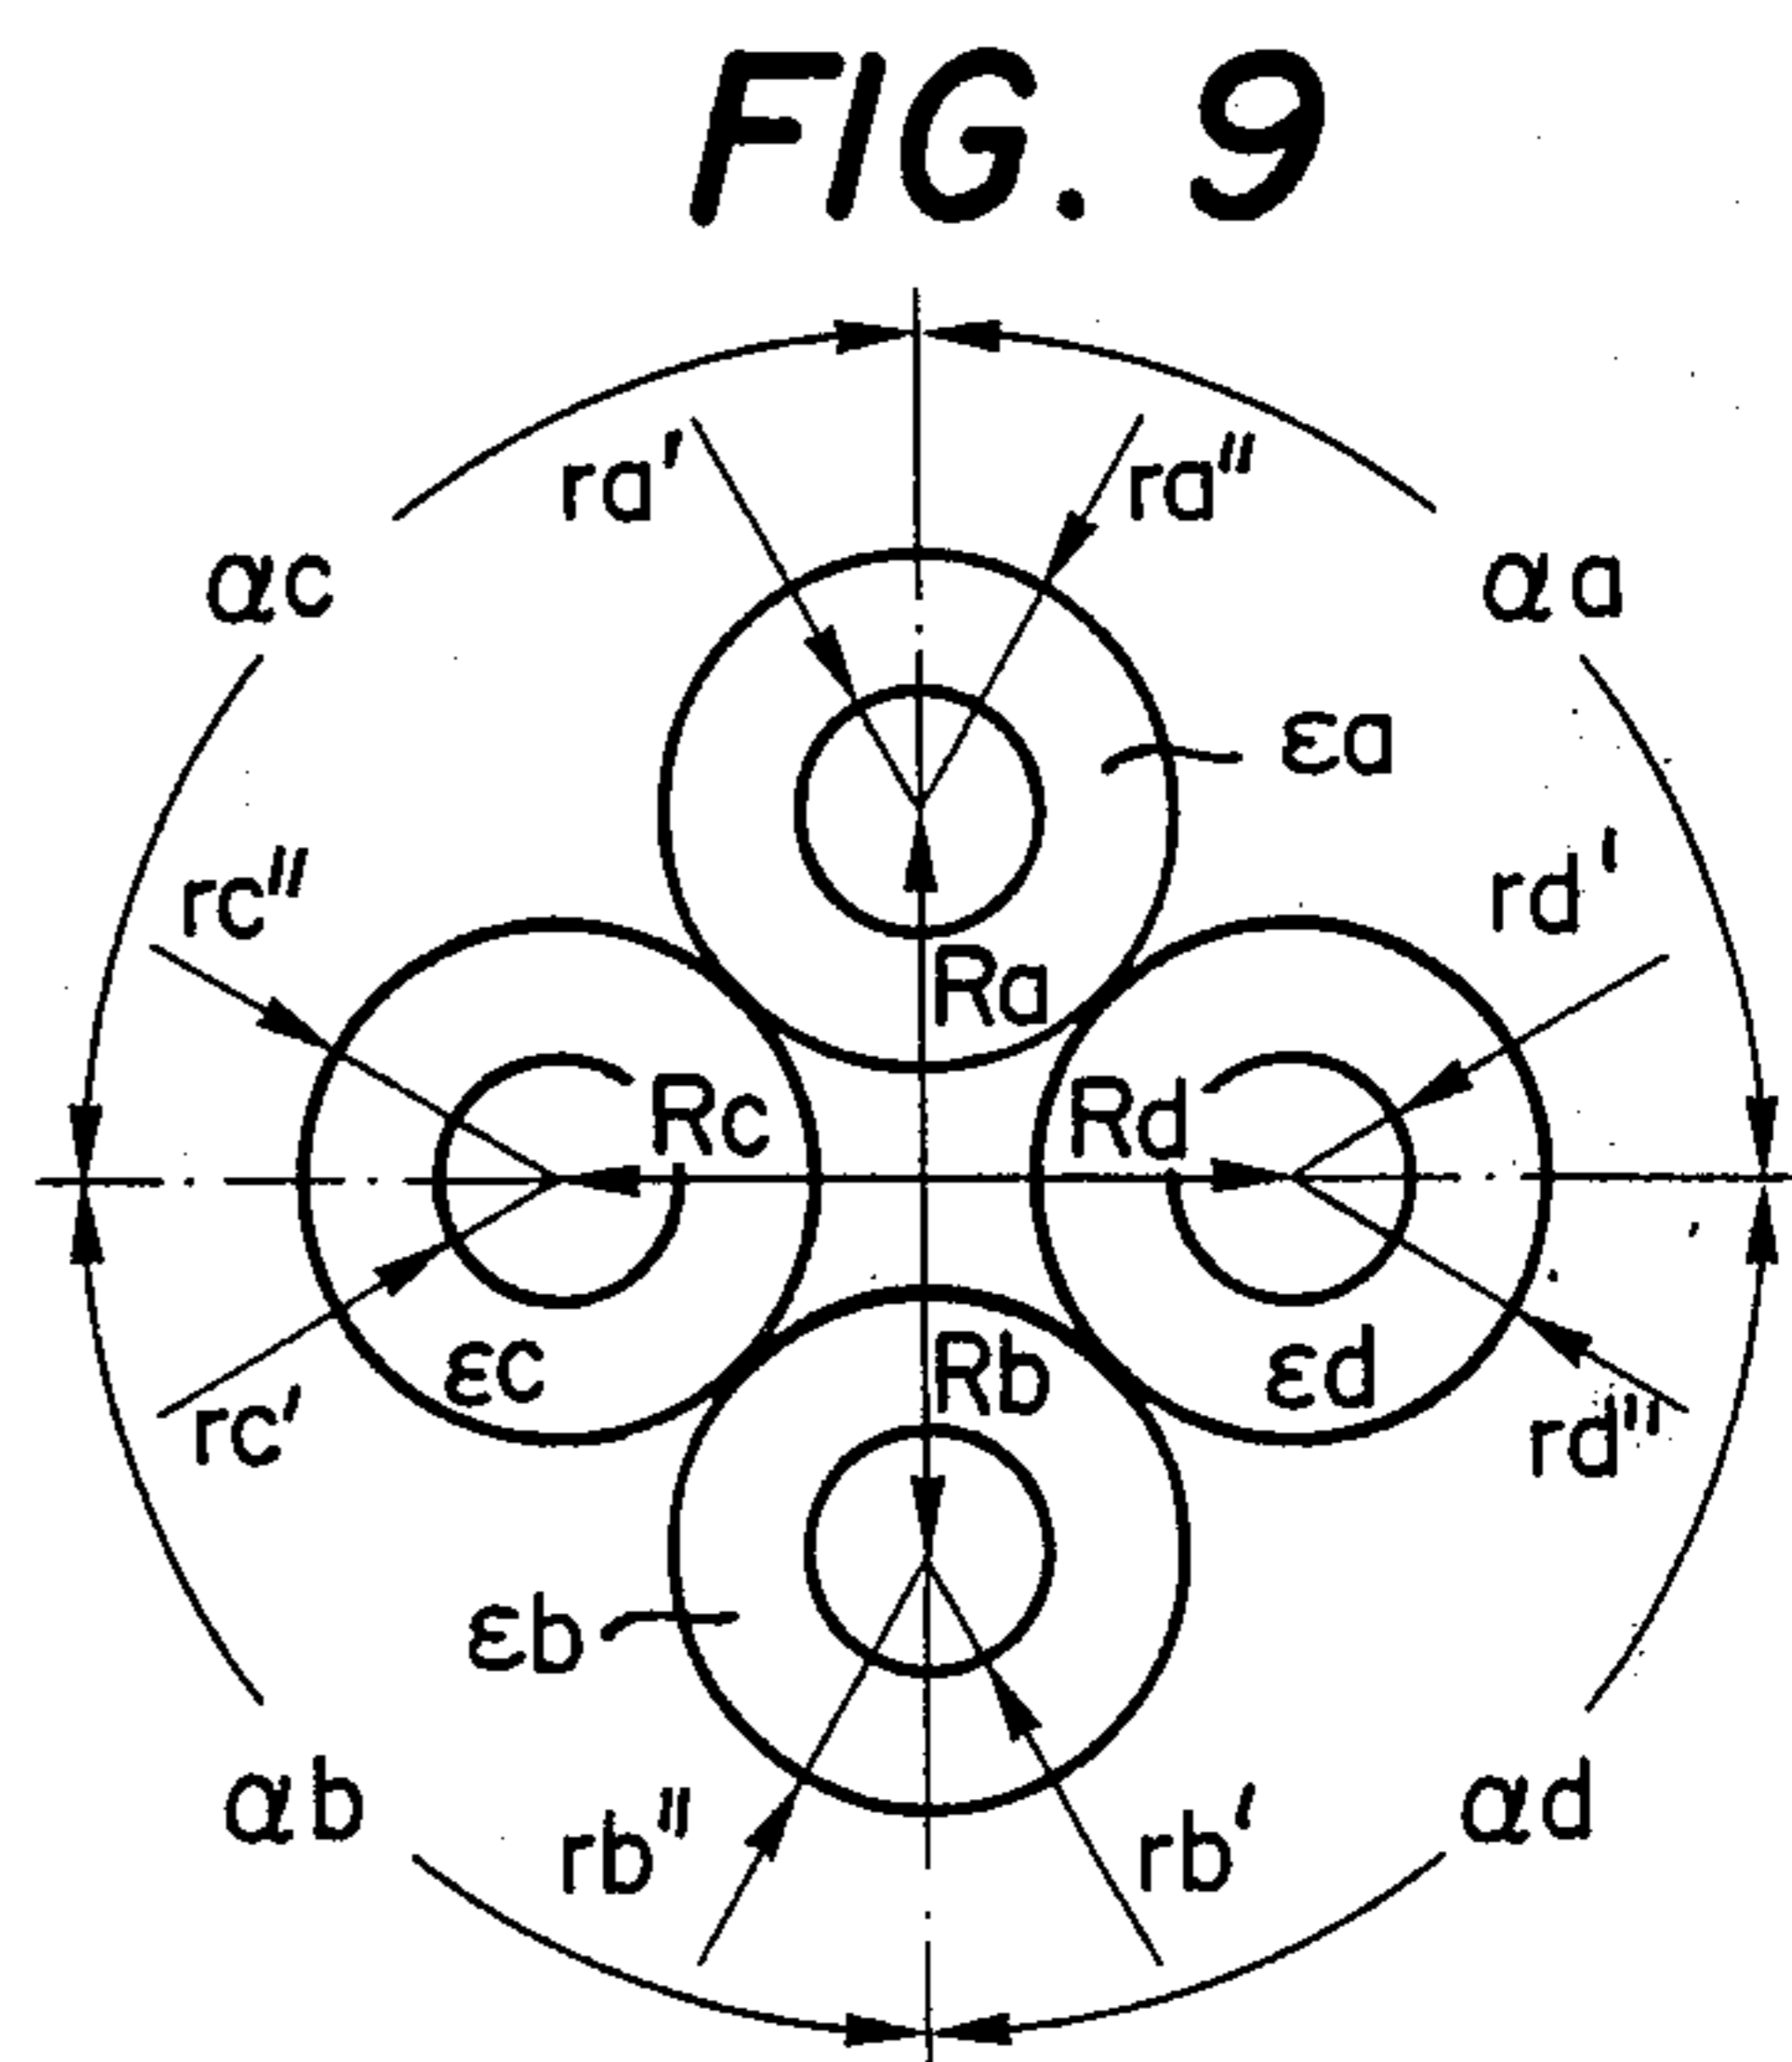 FIG. 9
ra' ra"
αc αa
εa
rc" rd'
Ra
Rc Rd
Rb
εc εd
rc' rd"
εb
αb αd
rb" rb'